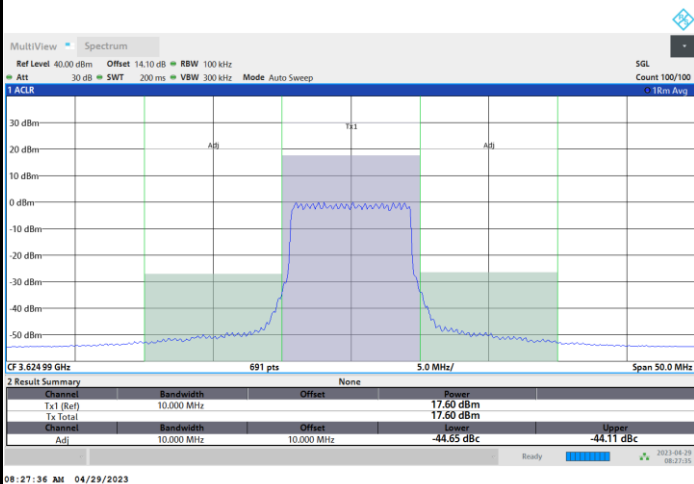 MultiView Spectrum
Ref Level 40.00 dBm Offset 14.10 dB RBW 100 kHz SGL
Att 30 dB SWT 200 ms VBW 300 kHz Mode Auto Sweep Count 100/100
1 ACLR 1Rm Avg
30 dBm
Tx1
20 dBm
Adj Adj
10 dBm
0 dBm
-10 dBm
-20 dBm
-30 dBm
-40 dBm
-50 dBm
CF 3.624 99 GHz 691 pts 5.0 MHz/ Span 50.0 MHz
2 Result Summary None
Channel Bandwidth Offset Power
Tx1 (Ref) 10.000 MHz 17.60 dBm
Tx Total 17.60 dBm
Channel Bandwidth Offset Lower Upper
Adj 10.000 MHz 10.000 MHz -44.65 dBc -44.11 dBc
Ready 2023-04-29
08:27:35
08:27:36 AM 04/29/2023